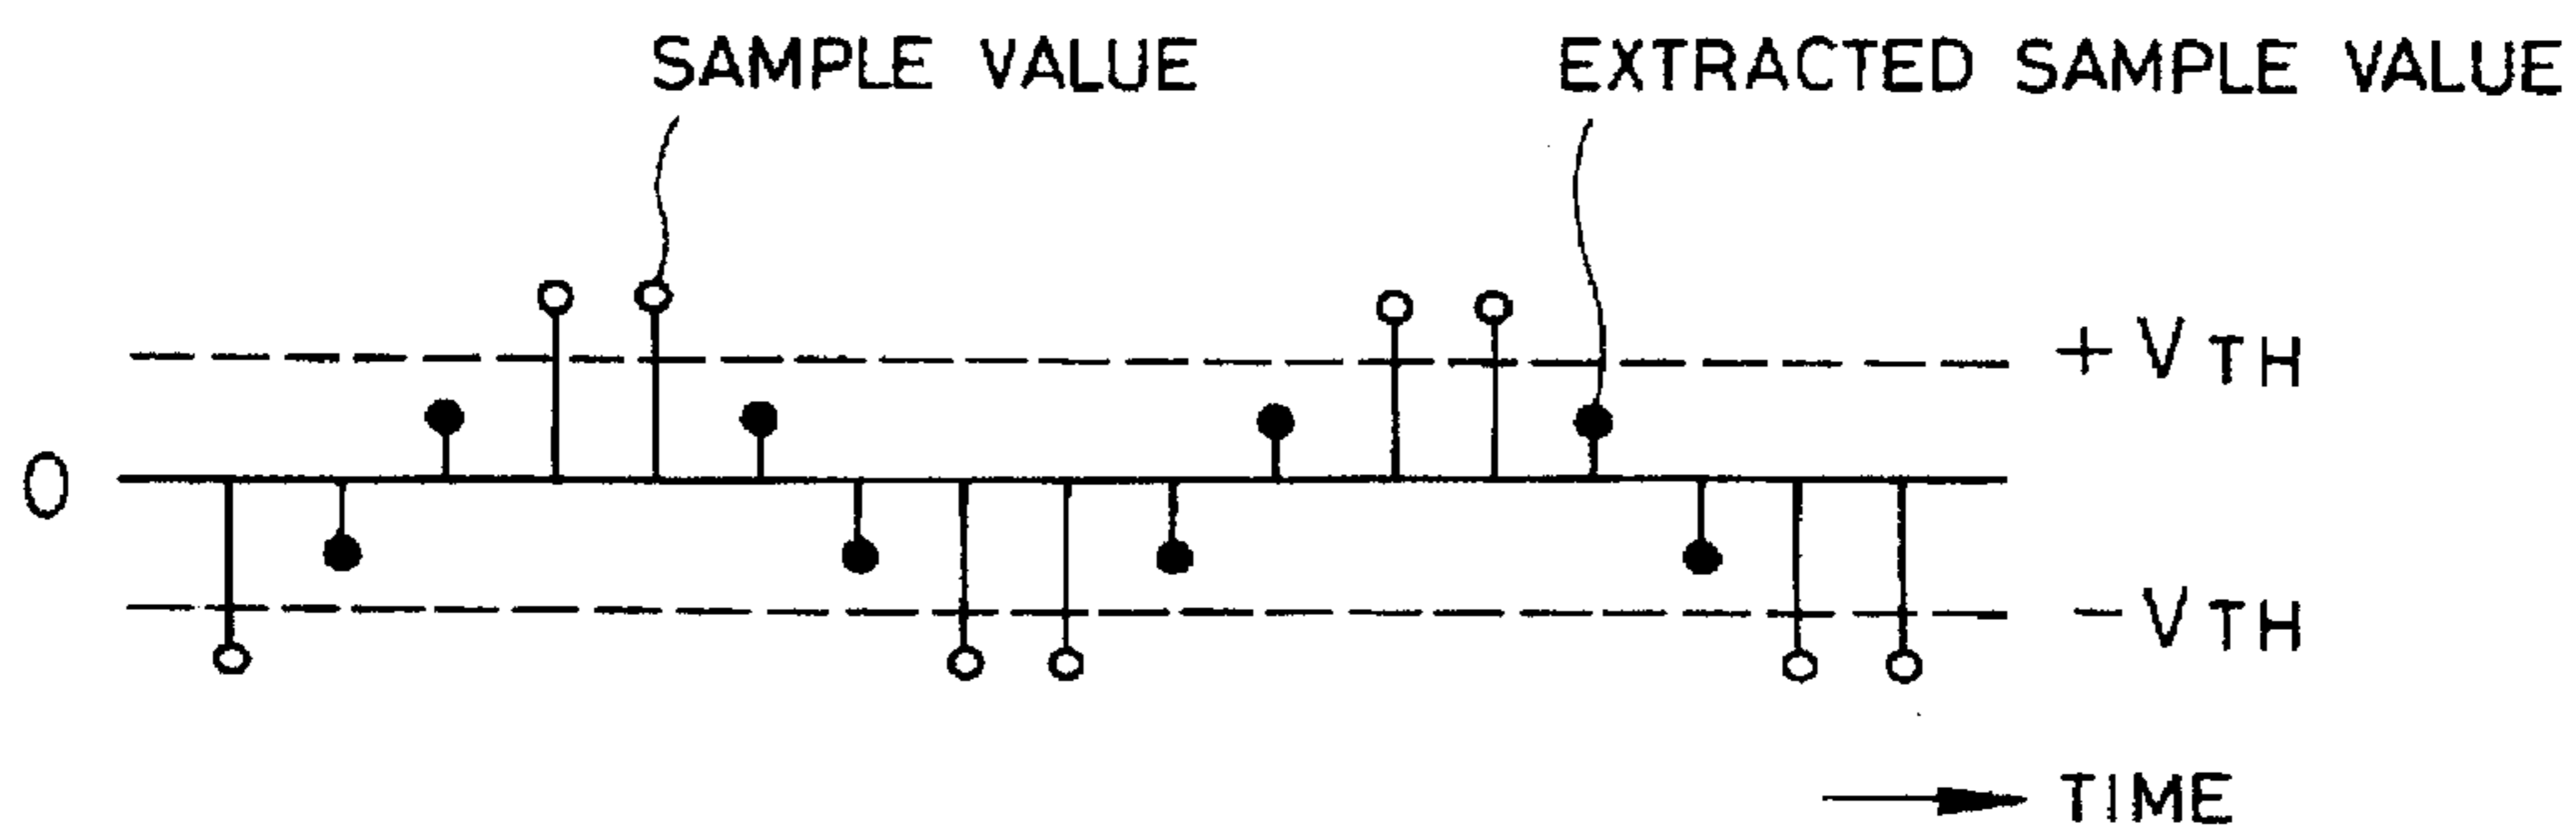 SAMPLE VALUE
EXTRACTED SAMPLE VALUE
+VTH
0
-VTH
TIME